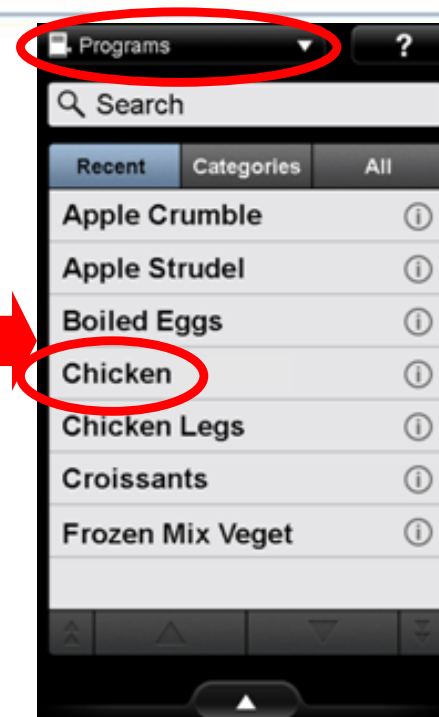 Programs ?
Search
Recent Categories All
Apple Crumble
Apple Strudel
Boiled Eggs
Chicken
Chicken Legs
Croissants
Frozen Mix Veget